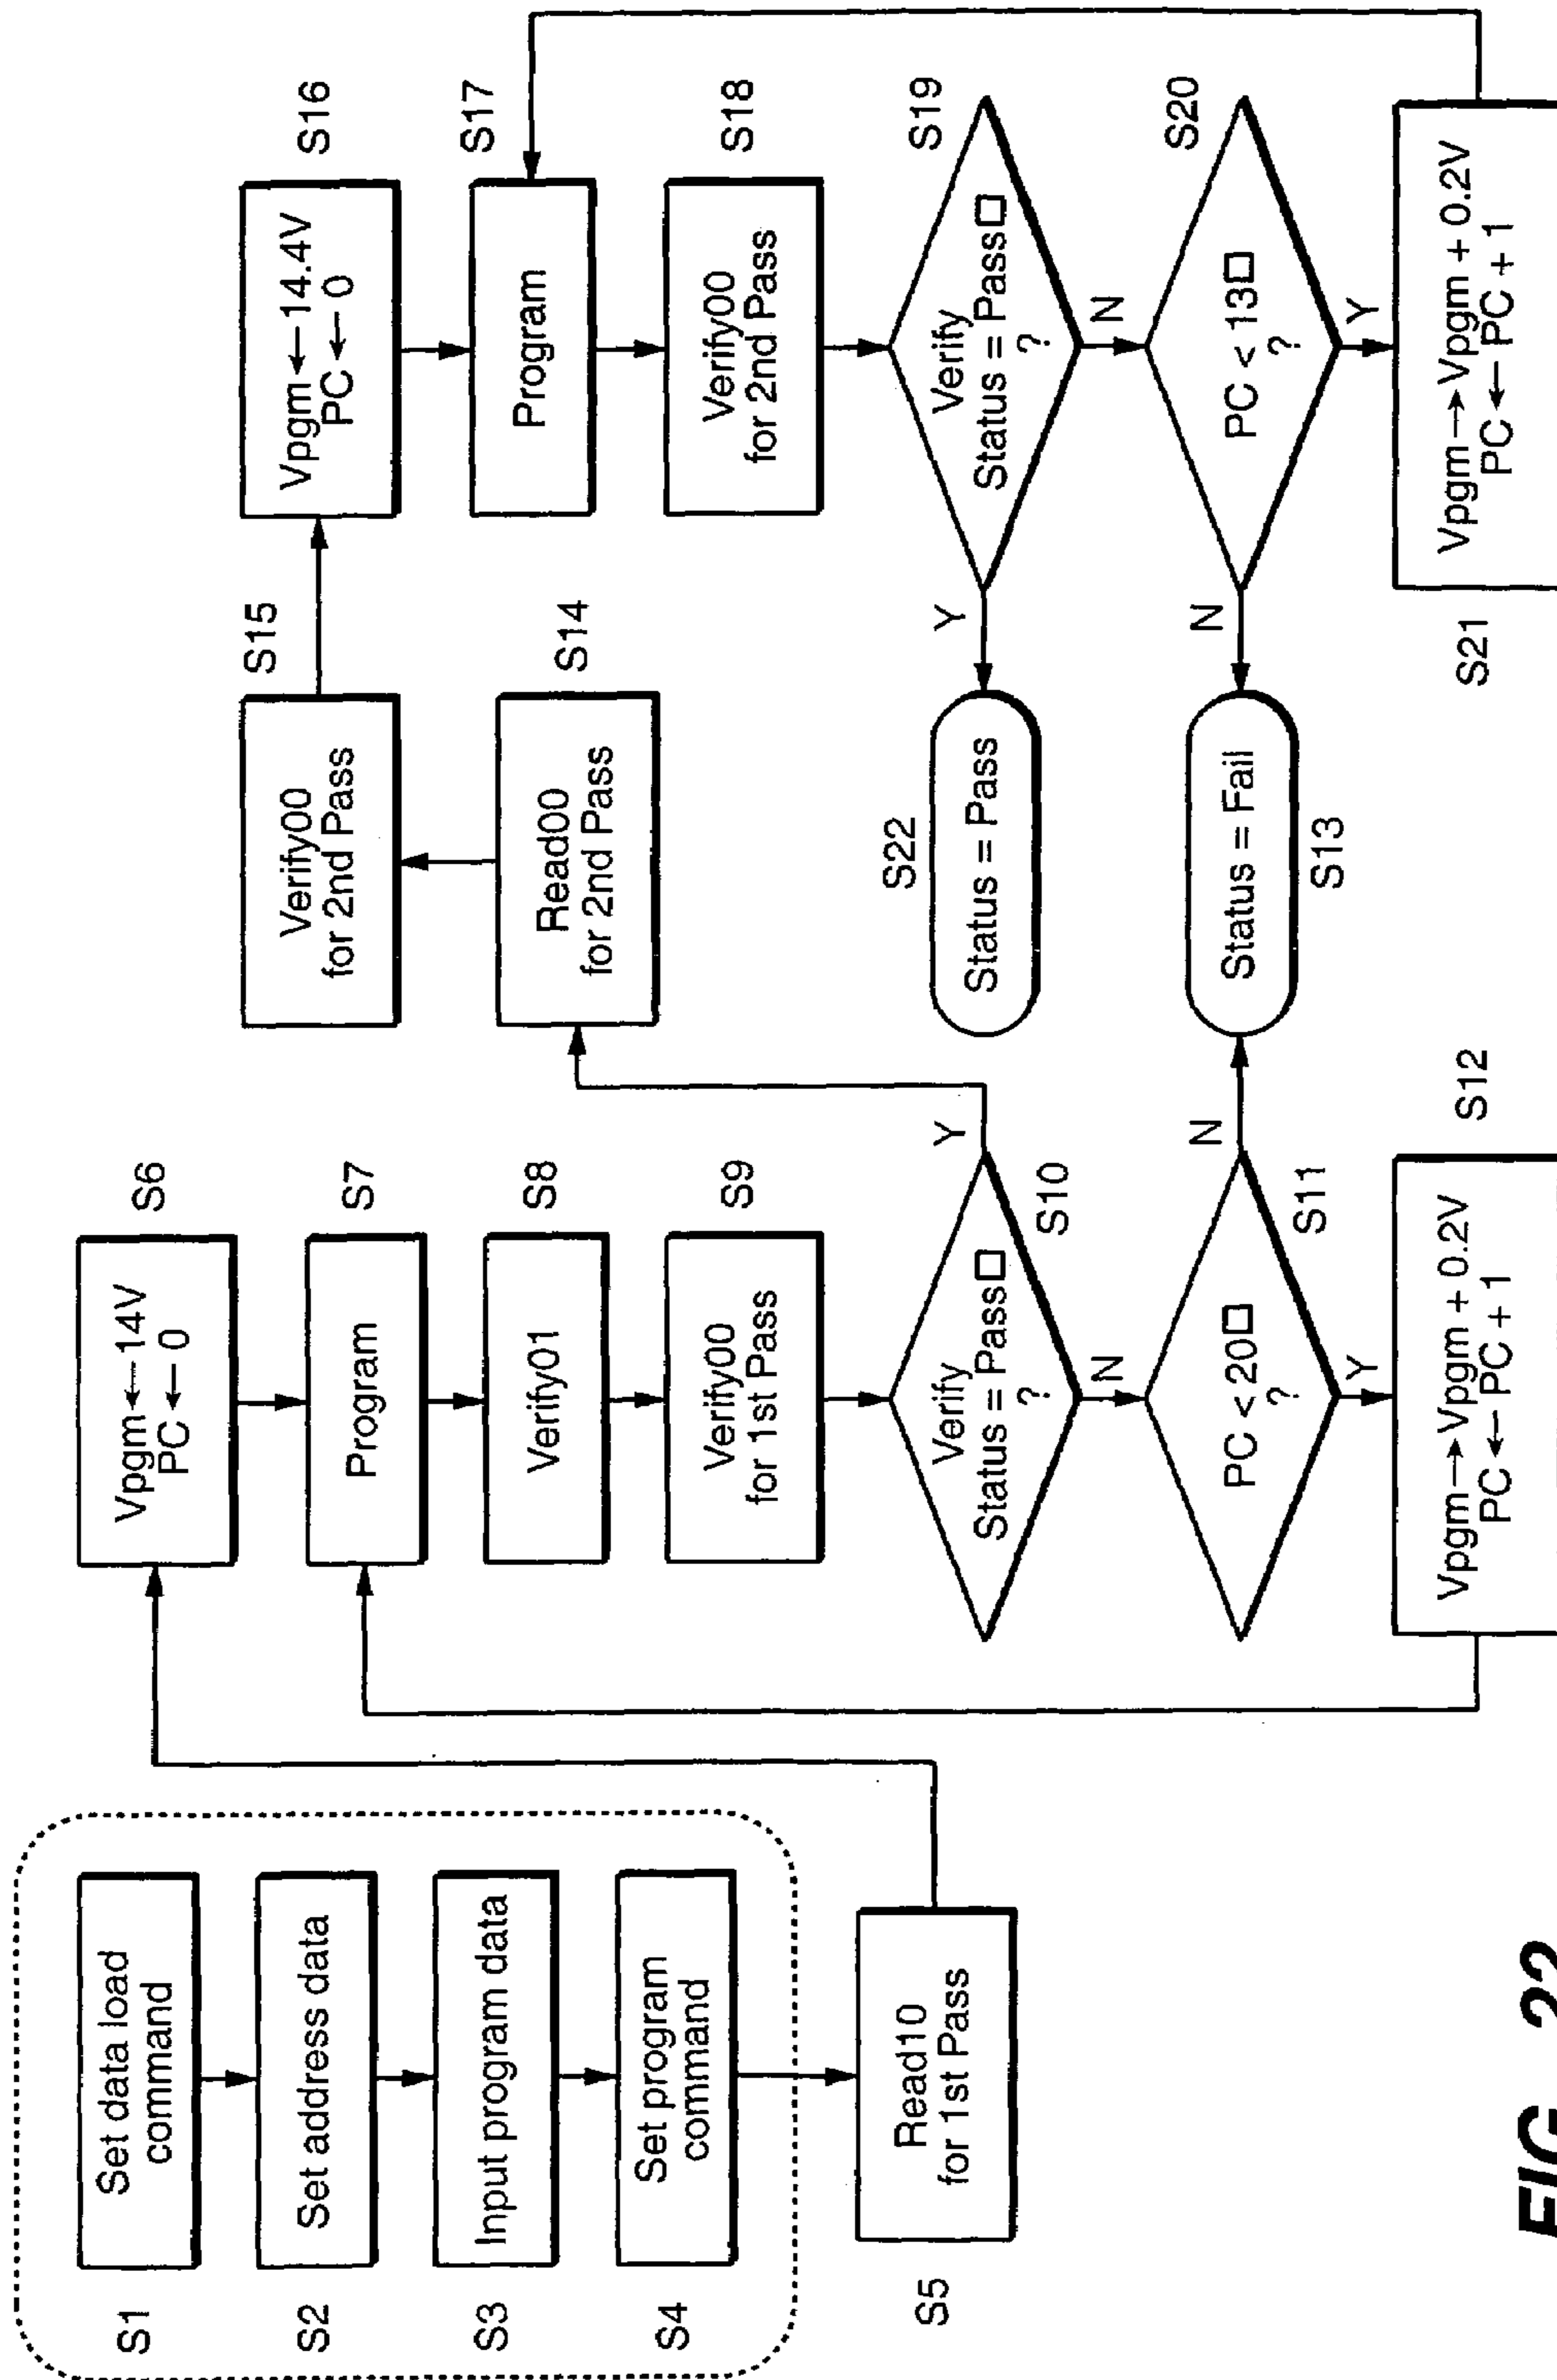 S1
Set data load
command
S2
Set address data
S3
Input program data
S4
Set program
command
S5
Read10
for 1st Pass
Vpgm←14V
PC ← 0
S6
Program
S7
Verify01
S8
Verify00
for 1st Pass
S9
Verify
Status = Pass□
?
Y
N
S10
PC < 20□
?
N
Y
S11
Vpgm→Vpgm + 0.2V
PC ← PC + 1
S12
Status = Fail
S13
Read00
for 2nd Pass
S14
Verify00
for 2nd Pass
S15
Vpgm←14.4V
PC ← 0
S16
Program
S17
Verify00
for 2nd Pass
S18
Verify
Status = Pass□
?
Y
N
S19
PC < 13□
?
N
Y
S20
S21
Vpgm→Vpgm + 0.2V
PC ← PC + 1
S22
Status = Pass
FIG._22